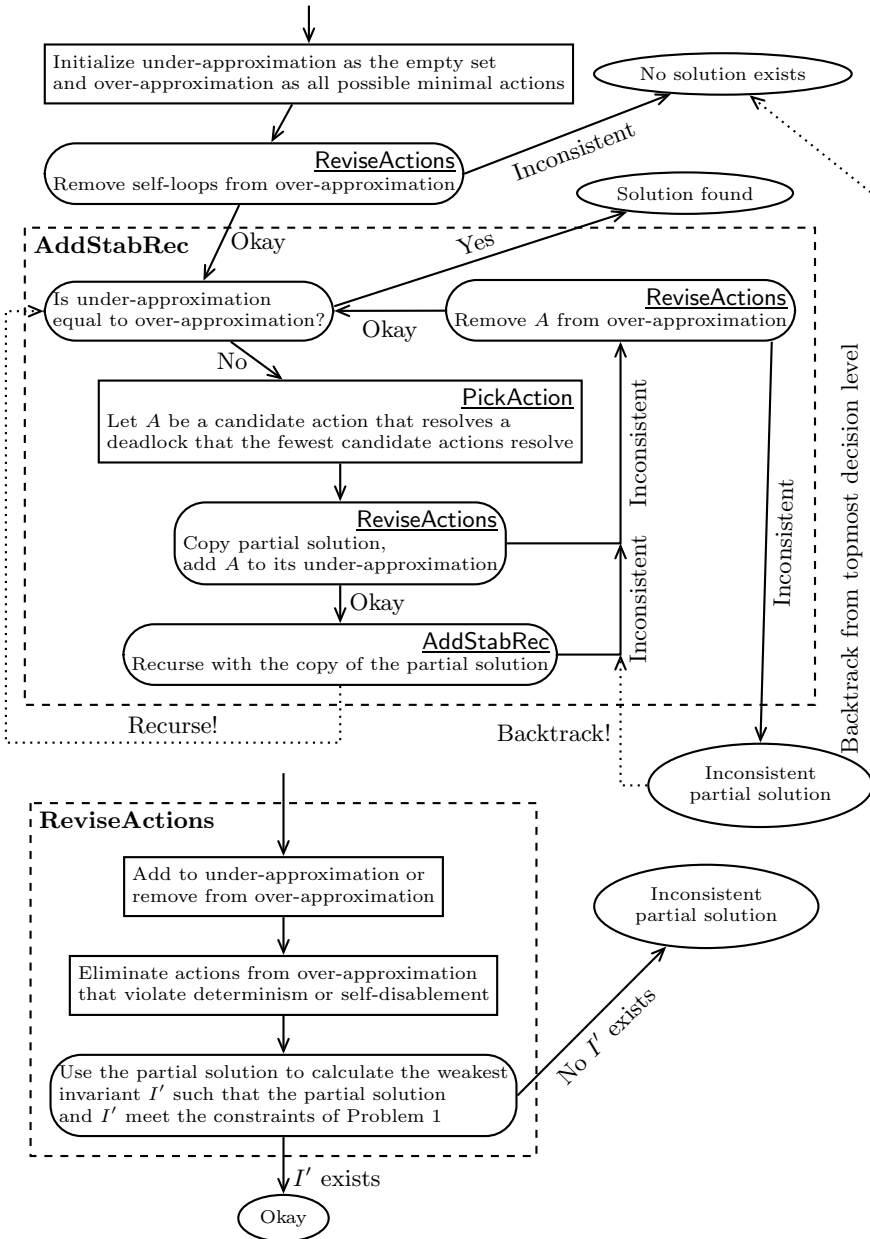 Initialize under-approximation as the empty set
and over-approximation as all possible minimal actions
No solution exists
ReviseActions
Remove self-loops from over-approximation
Inconsistent
Solution found
Okay
Yes
AddStabRec
Is under-approximation
equal to over-approximation?
ReviseActions
Remove A from over-approximation
Okay
No
PickAction
Let A be a candidate action that resolves a
deadlock that the fewest candidate actions resolve
Inconsistent
Inconsistent
Backtrack from topmost decision level
ReviseActions
Copy partial solution,
add A to its under-approximation
Okay
Inconsistent
AddStabRec
Recurse with the copy of the partial solution
Recurse!
Backtrack!
Inconsistent
partial solution
ReviseActions
Add to under-approximation or
remove from over-approximation
Inconsistent
partial solution
Eliminate actions from over-approximation
that violate determinism or self-disablement
No I′ exists
Use the partial solution to calculate the weakest
invariant I′ such that the partial solution
and I′ meet the constraints of Problem 1
I′ exists
Okay